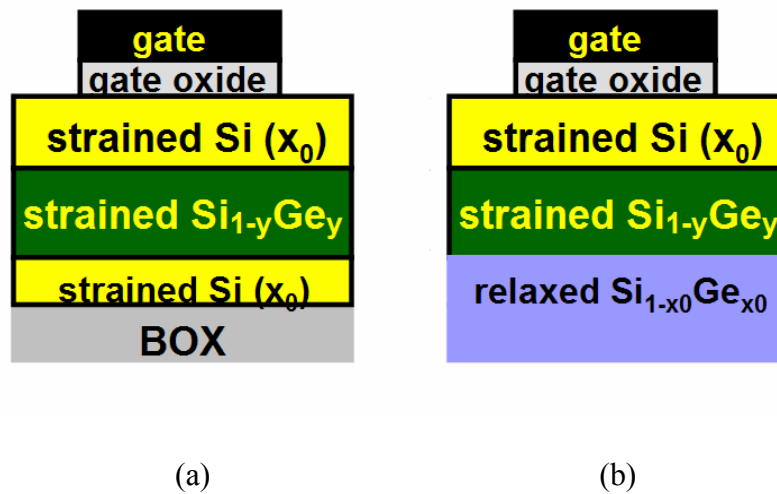 gate
gate oxide
strained Si (x₀)
strained Si₁₋yGey
strained Si (x₀)
BOX
(a)
gate
gate oxide
strained Si (x₀)
strained Si₁₋yGey
relaxed Si₁₋ₓ₀Geₓ₀
(b)